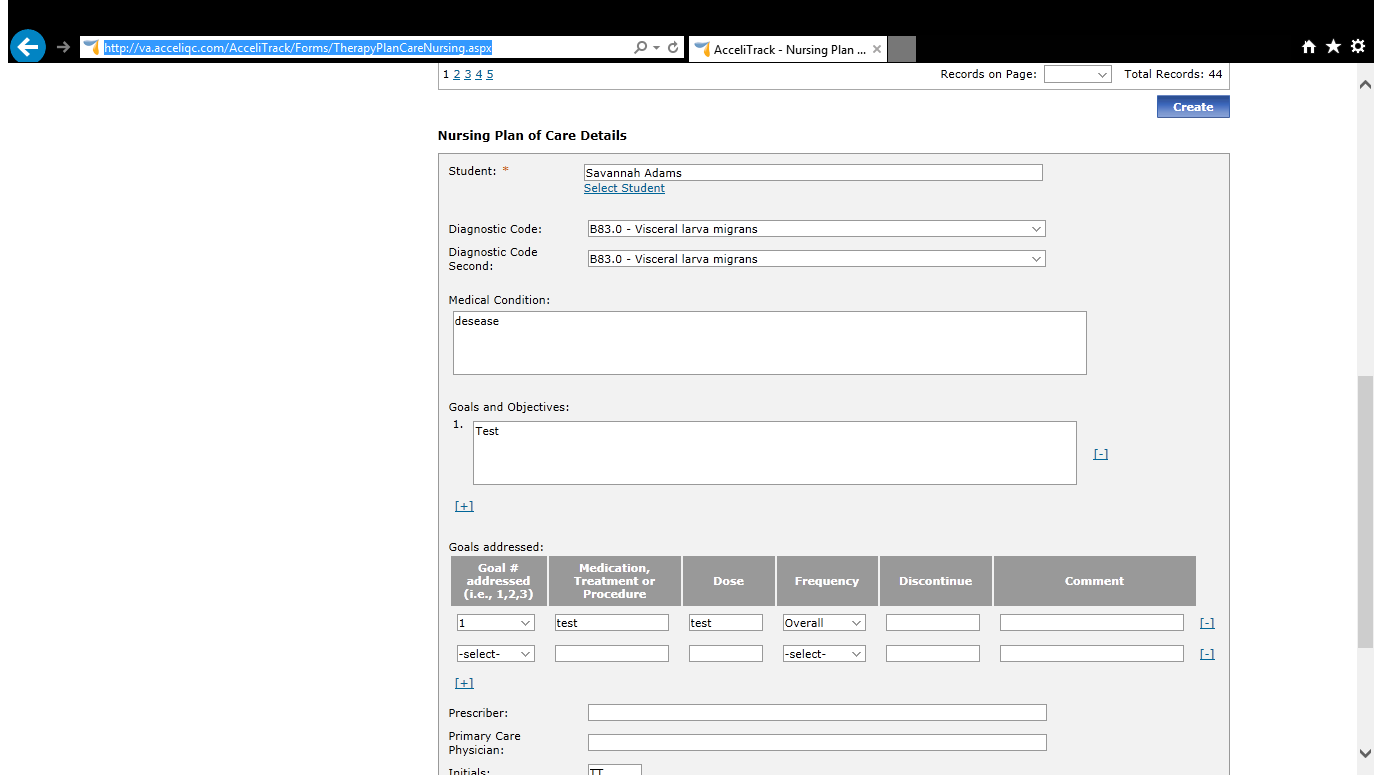 http://va.acceliqc.com/AcceliTrack/Forms/TherapyPlanCareNursing.aspx
AcceliTrack - Nursing Plan ...
1 2 3 4 5 Records on Page: Total Records: 44
Create
Nursing Plan of Care Details
Student: * Savannah Adams
Select Student
Diagnostic Code: B83.0 - Visceral larva migrans
Diagnostic Code
Second: B83.0 - Visceral larva migrans
Medical Condition:
desease
Goals and Objectives:
1. Test
[-]
[+]
Goals addressed:
Goal #
addressed
(i.e., 1,2,3)
Medication,
Treatment or
Procedure
Dose
Frequency
Discontinue
Comment
1 test test Overall [-]
-select- -select- [-]
[+]
Prescriber:
Primary Care
Physician:
Initials: TT